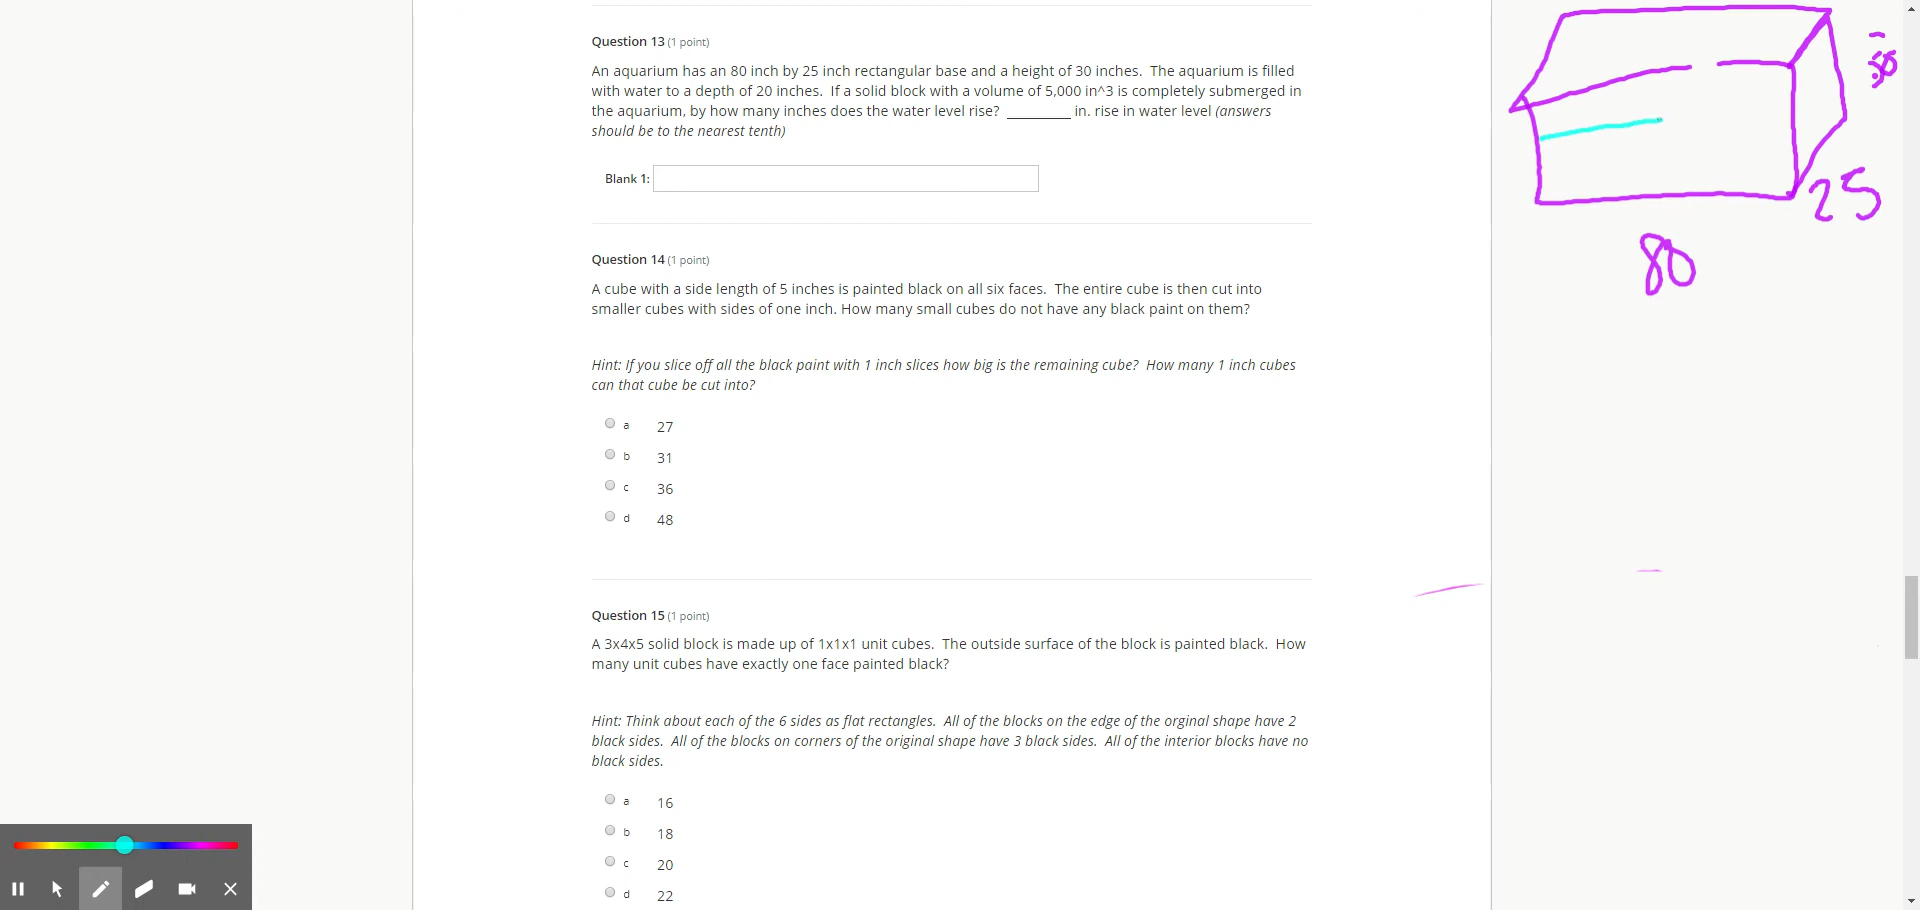 Question 13 (1 point)
An aquarium has an 80 inch by 25 inch rectangular base and a height of 30 inches. The aquarium is filled
with water to a depth of 20 inches. If a solid block with a volume of 5,000 in^3 is completely submerged in
the aquarium, by how many inches does the water level rise? ________ in. rise in water level (answers
should be to the nearest tenth)
Blank 1:
Question 14 (1 point)
A cube with a side length of 5 inches is painted black on all six faces. The entire cube is then cut into
smaller cubes with sides of one inch. How many small cubes do not have any black paint on them?
Hint: If you slice off all the black paint with 1 inch slices how big is the remaining cube? How many 1 inch cubes
can that cube be cut into?
a 27
b 31
c 36
d 48
Question 15 (1 point)
A 3x4x5 solid block is made up of 1x1x1 unit cubes. The outside surface of the block is painted black. How
many unit cubes have exactly one face painted black?
Hint: Think about each of the 6 sides as flat rectangles. All of the blocks on the edge of the orginal shape have 2
black sides. All of the blocks on corners of the original shape have 3 black sides. All of the interior blocks have no
black sides.
a 16
b 18
c 20
d 22
30
25
80